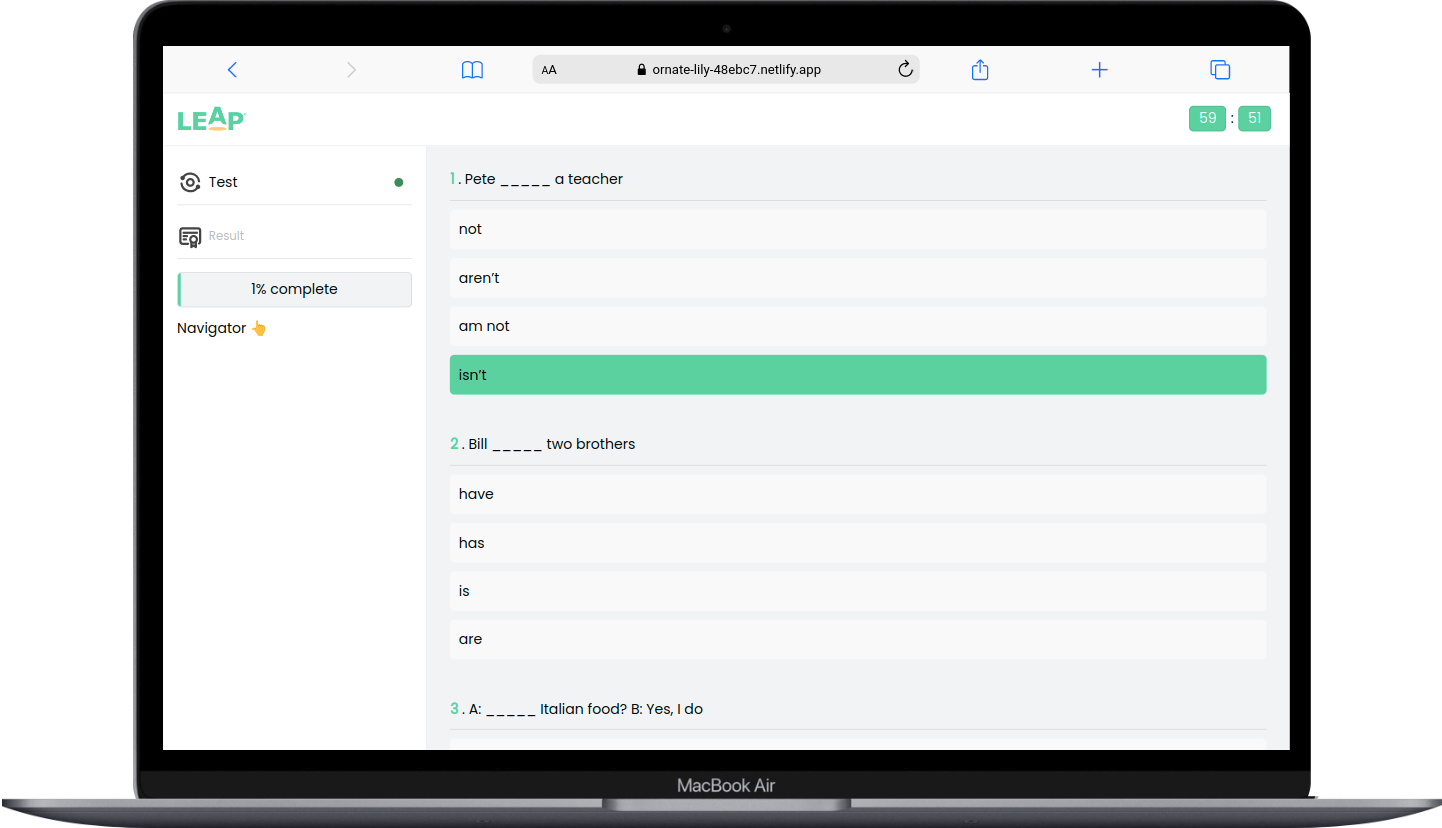 AA ornate-lily-48ebc7.netlify.app
LEAP
59 : 51
Test
Result
1% complete
Navigator 👆
1. Pete _____ a teacher
not
aren't
am not
isn't
2. Bill _____ two brothers
have
has
is
are
3. A: _____ Italian food? B: Yes, I do
MacBook Air